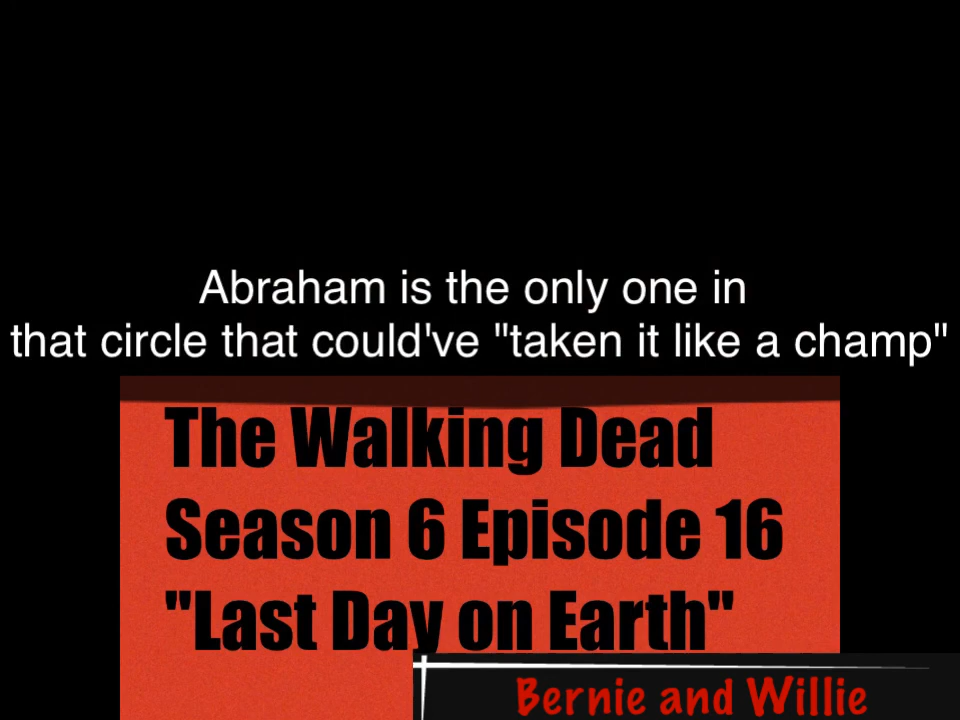 Abraham is the only one in
that circle that could've "taken it like a champ"
The Walking Dead
Season 6 Episode 16
"Last Day on Earth"
Bernie and Willie